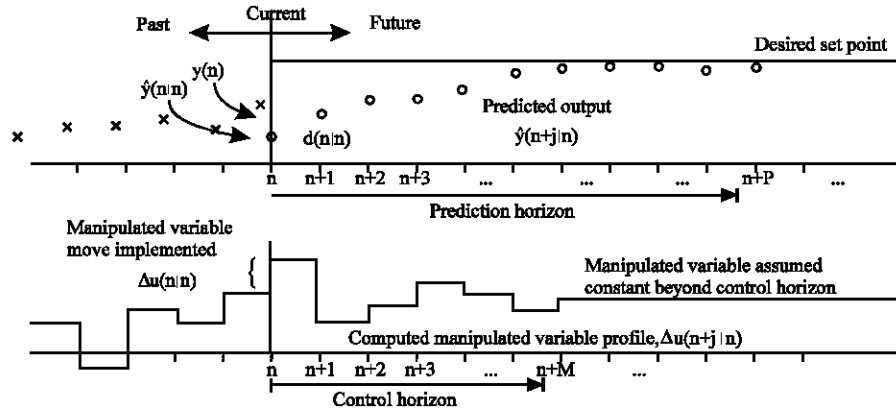 Past
Current
Future
Desired set point
y(n)
ŷ(n|n)
d(n|n)
Predicted output
ŷ(n+j|n)
n n+1 n+2 n+3 ... ... ... n+P ...
Prediction horizon
Manipulated variable
move implemented
Δu(n|n)
{
Manipulated variable assumed
constant beyond control horizon
Computed manipulated variable profile,Δu(n+j|n)
n n+1 n+2 n+3 ... n+M ...
Control horizon